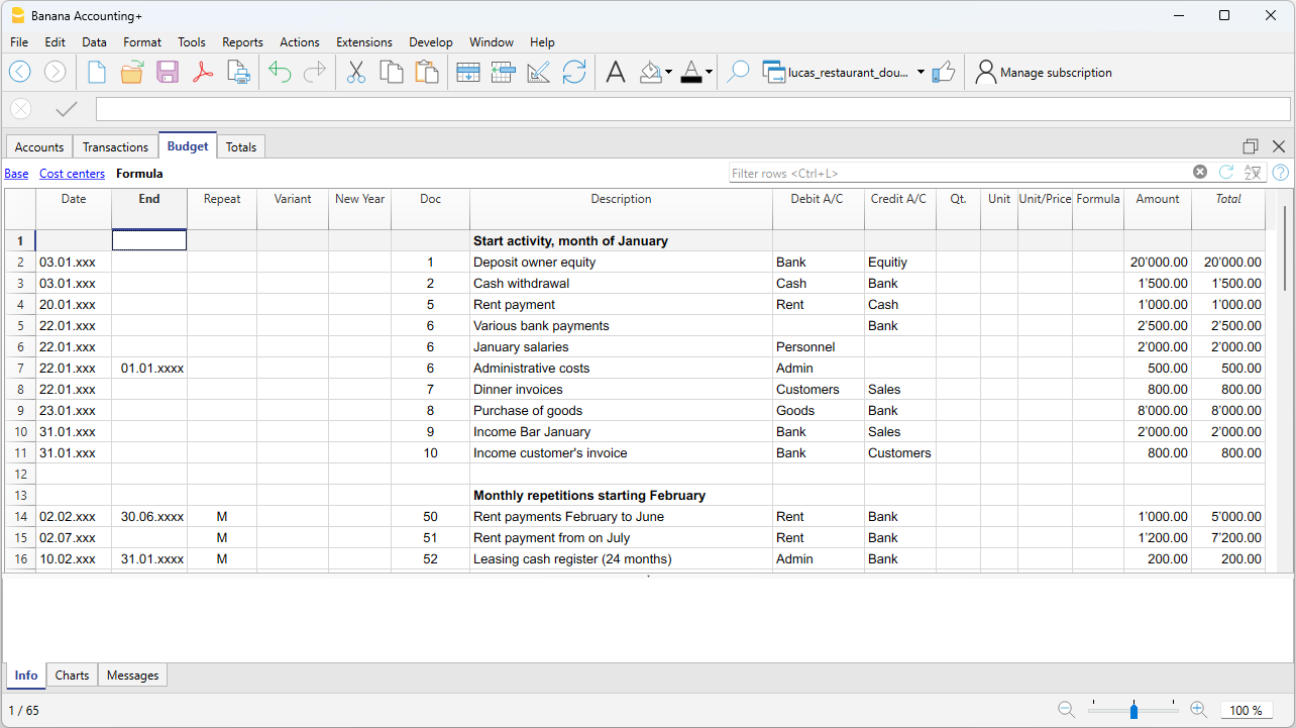 Banana Accounting+
File Edit Data Format Tools Reports Actions Extensions Develop Window Help
lucas_restaurant_dou... Manage subscription
Accounts Transactions Budget Totals
Base Cost centers Formula Filter rows <Ctrl+L>
Date End Repeat Variant New Year Doc Description Debit A/C Credit A/C Qt. Unit Unit/Price Formula Amount Total
1 Start activity, month of January
2 03.01.xxx 1 Deposit owner equity Bank Equitiy 20'000.00 20'000.00
3 03.01.xxx 2 Cash withdrawal Cash Bank 1'500.00 1'500.00
4 20.01.xxx 5 Rent payment Rent Cash 1'000.00 1'000.00
5 22.01.xxx 6 Various bank payments Bank 2'500.00 2'500.00
6 22.01.xxx 6 January salaries Personnel 2'000.00 2'000.00
7 22.01.xxx 01.01.xxxx 6 Administrative costs Admin 500.00 500.00
8 22.01.xxx 7 Dinner invoices Customers Sales 800.00 800.00
9 23.01.xxx 8 Purchase of goods Goods Bank 8'000.00 8'000.00
10 31.01.xxx 9 Income Bar January Bank Sales 2'000.00 2'000.00
11 31.01.xxx 10 Income customer's invoice Bank Customers 800.00 800.00
12
13 Monthly repetitions starting February
14 02.02.xxx 30.06.xxxx M 50 Rent payments February to June Rent Bank 1'000.00 5'000.00
15 02.07.xxx M 51 Rent payment from on July Rent Bank 1'200.00 7'200.00
16 10.02.xxx 31.01.xxxx M 52 Leasing cash register (24 months) Admin Bank 200.00 200.00
Info Charts Messages
1 / 65 100 %